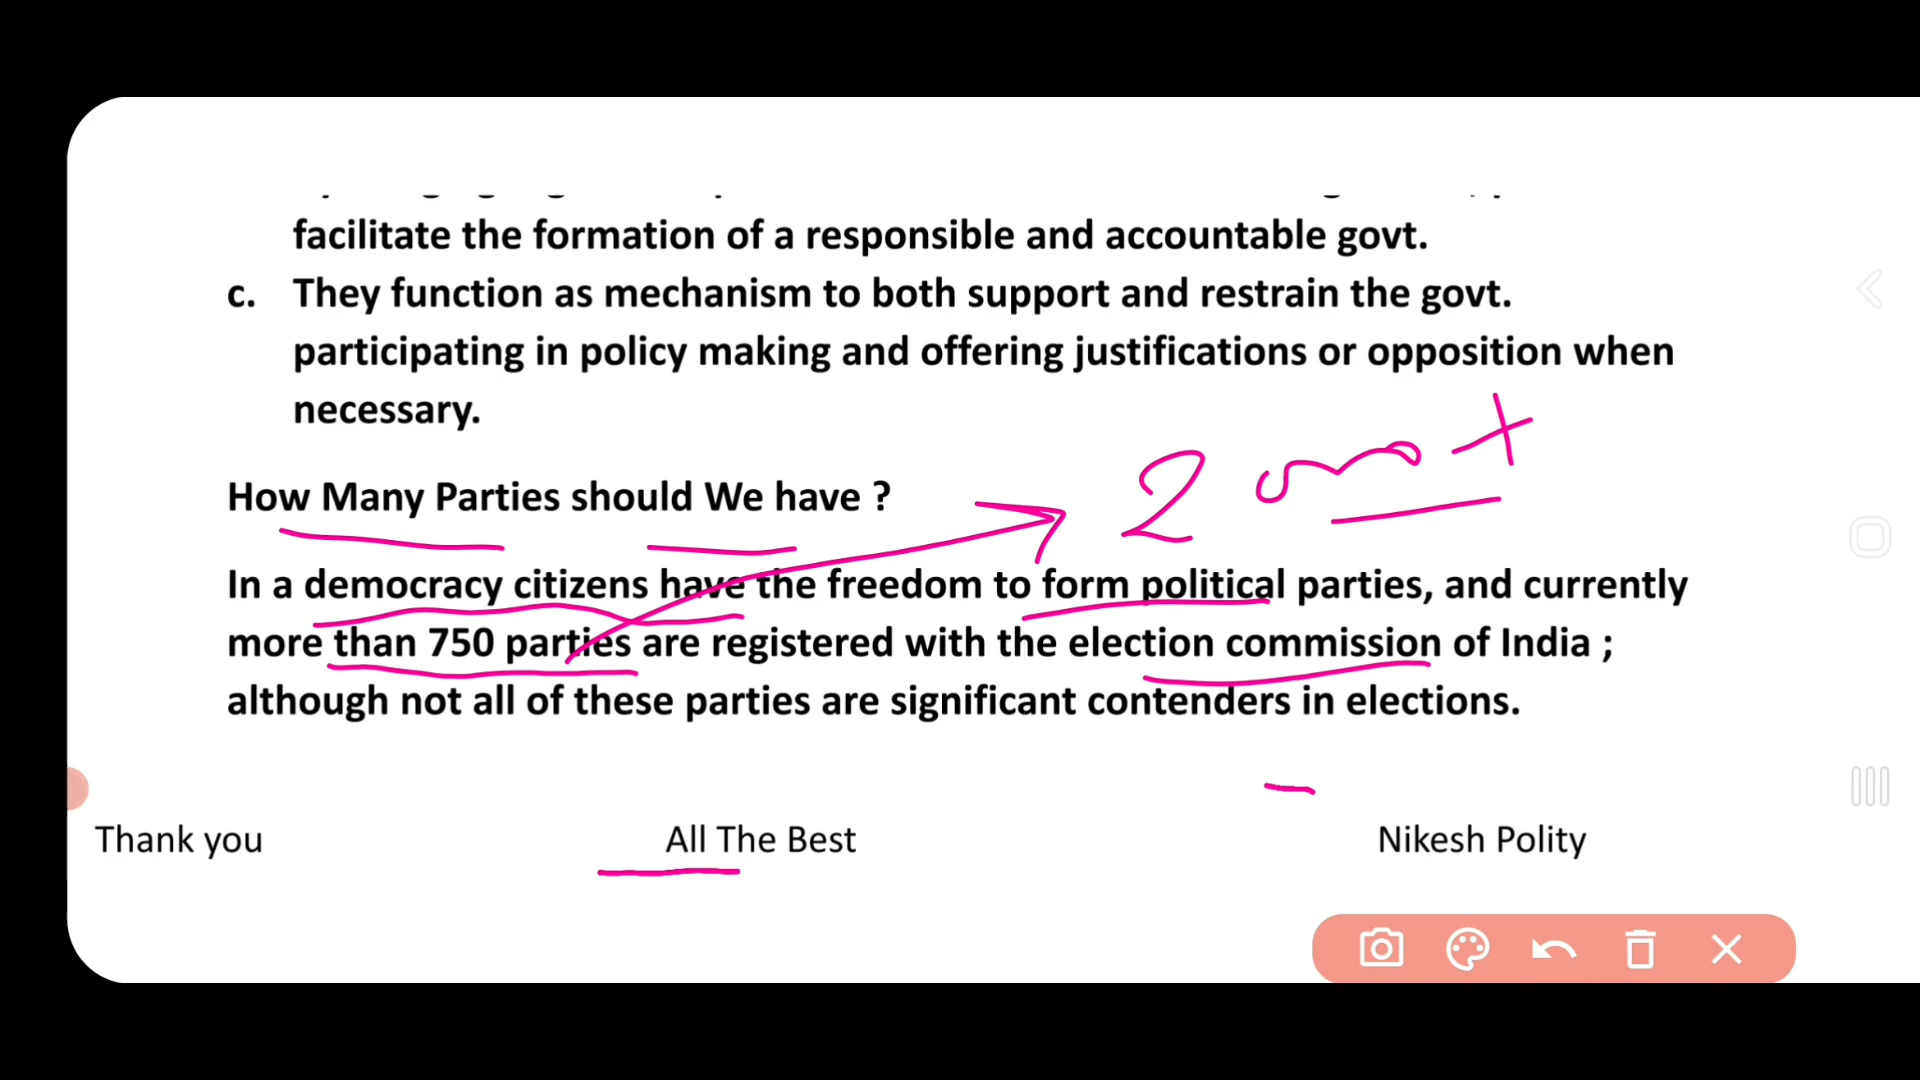 facilitate the formation of a responsible and accountable govt.
c. They function as mechanism to both support and restrain the govt.
participating in policy making and offering justifications or opposition when
necessary.
How Many Parties should We have ?
2
In a democracy citizens have the freedom to form political parties, and currently
more than 750 parties are registered with the election commission of India ;
although not all of these parties are significant contenders in elections.
Thank you All The Best Nikesh Polity